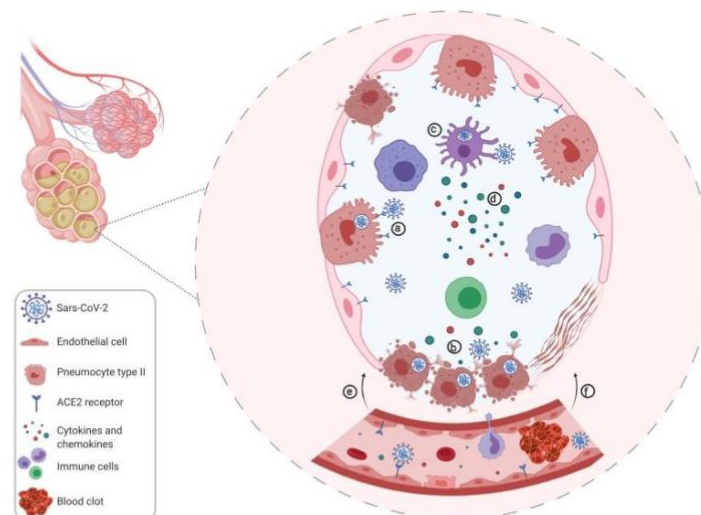 c
d
a
b
e
f
Sars-CoV-2
Endothelial cell
Pneumocyte type II
ACE2 receptor
Cytokines and
chemokines
Immune cells
Blood clot